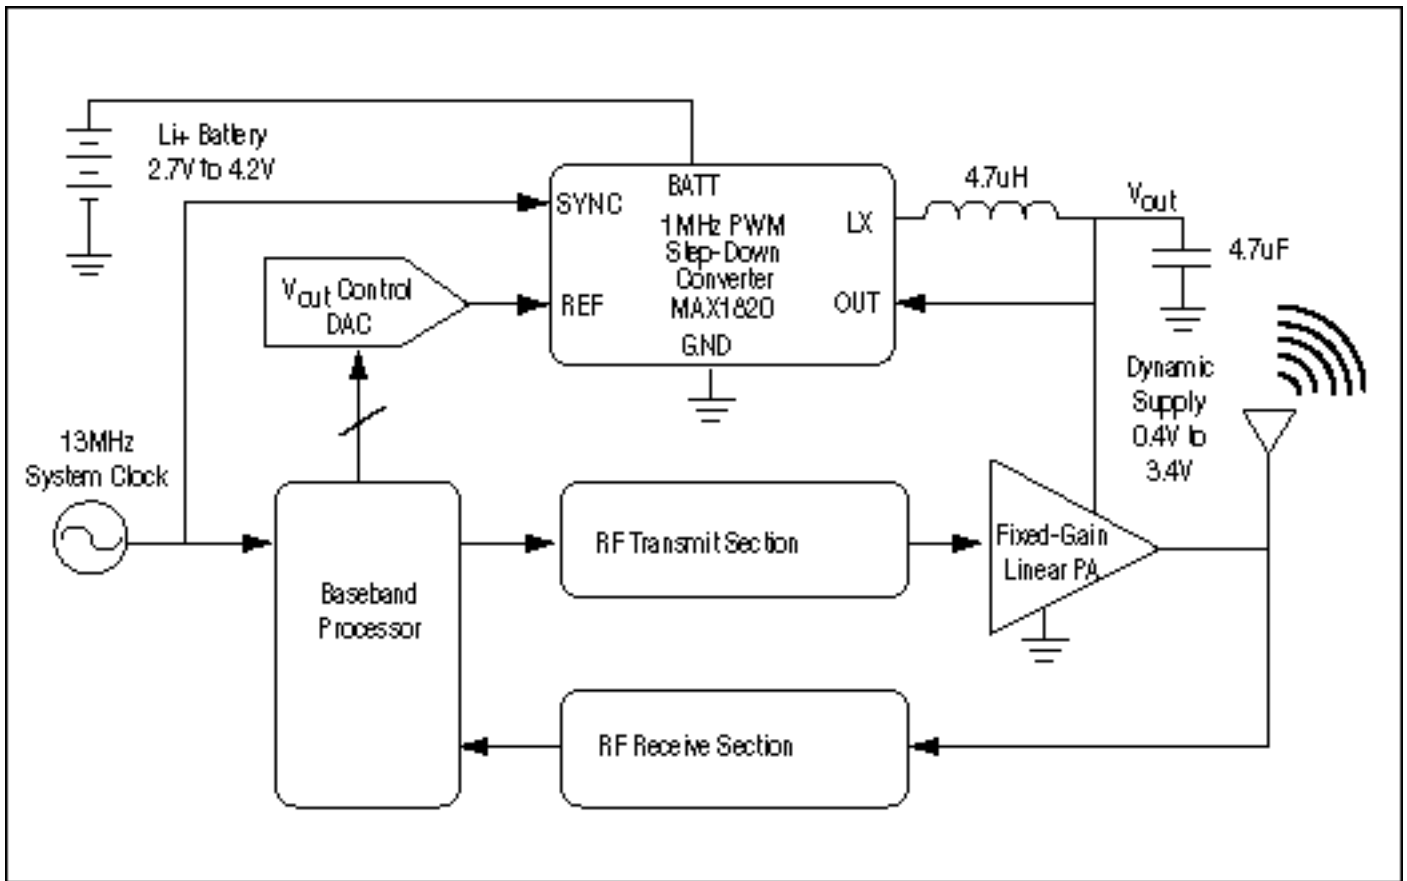 Li+ Battery
2.7V to 4.2V
SYNC
BATT
1MHz PWM
Step-Down
Converter
MAX1820
LX
REF
OUT
GND
4.7uH
Vout
4.7uF
Vout Control
DAC
Dynamic
Supply
0.4V to
3.4V
13MHz
System Clock
Baseband
Processor
RF Transmit Section
Fixed-Gain
Linear PA
RF Receive Section